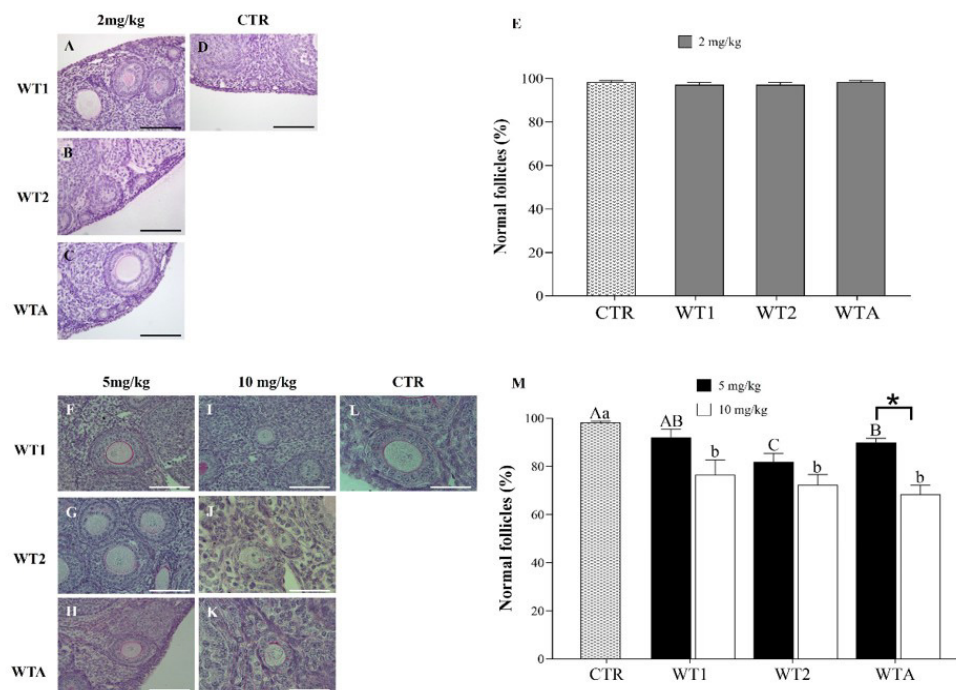 2mg/kg CTR
WT1 A D
WT2 B
WTA C
E
2 mg/kg
Normal follicles (%)
100
80
60
40
20
0
CTR WT1 WT2 WTA
5mg/kg 10 mg/kg CTR
WT1 F I L
WT2 G J
WTA H K
M
5 mg/kg
10 mg/kg
Normal follicles (%)
100
80
60
40
20
0
Aa AB b C b B b *
CTR WT1 WT2 WTA